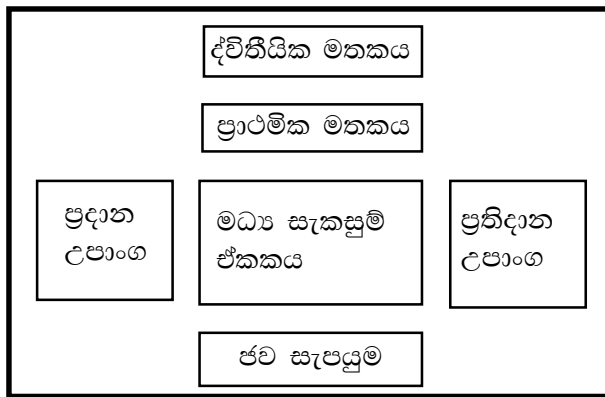 ද්විතීයික මතකය
ප්‍රාථමික මතකය
ප්‍රදාන
උපාංග
මධ්‍ය සැකසුම්
ඒකකය
ප්‍රතිදාන
උපාංග
ජව සැපයුම